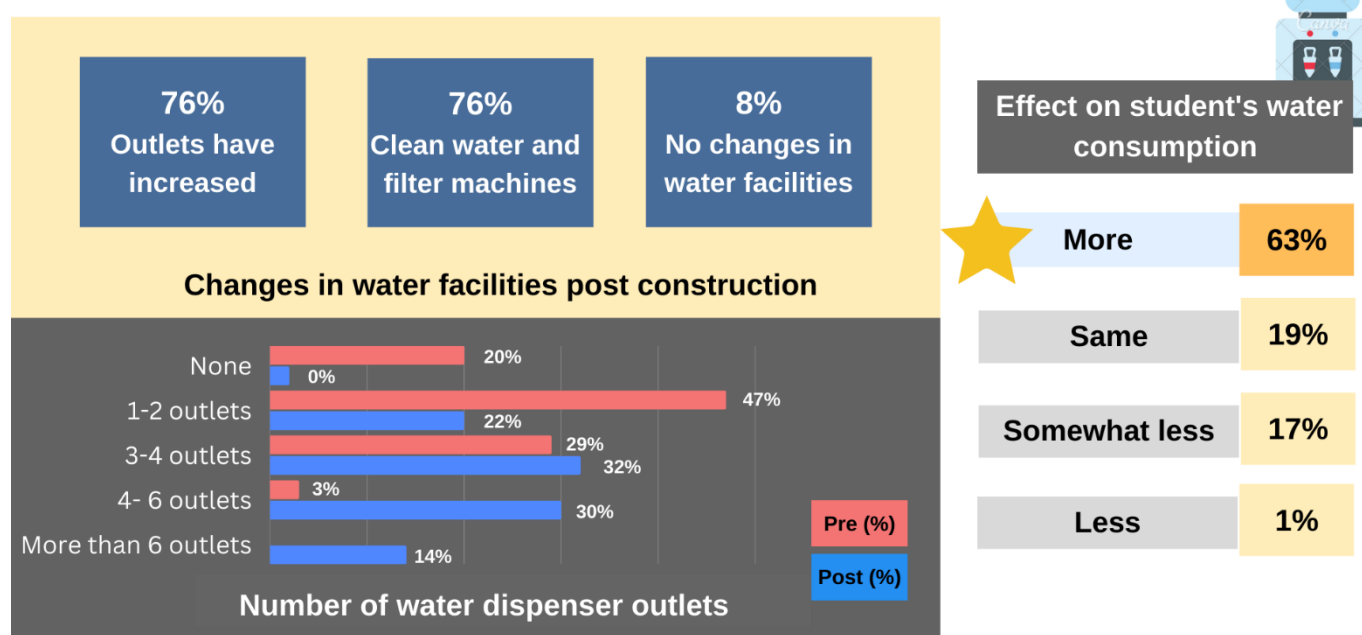 Canva
76%
Outlets have
increased
76%
Clean water and
filter machines
8%
No changes in
water facilities
Changes in water facilities post construction
None
20%
0%
1-2 outlets
47%
22%
3-4 outlets
29%
32%
4- 6 outlets
3%
30%
More than 6 outlets
14%
Pre (%)
Post (%)
Number of water dispenser outlets
Effect on student's water
consumption
More
63%
Same
19%
Somewhat less
17%
Less
1%